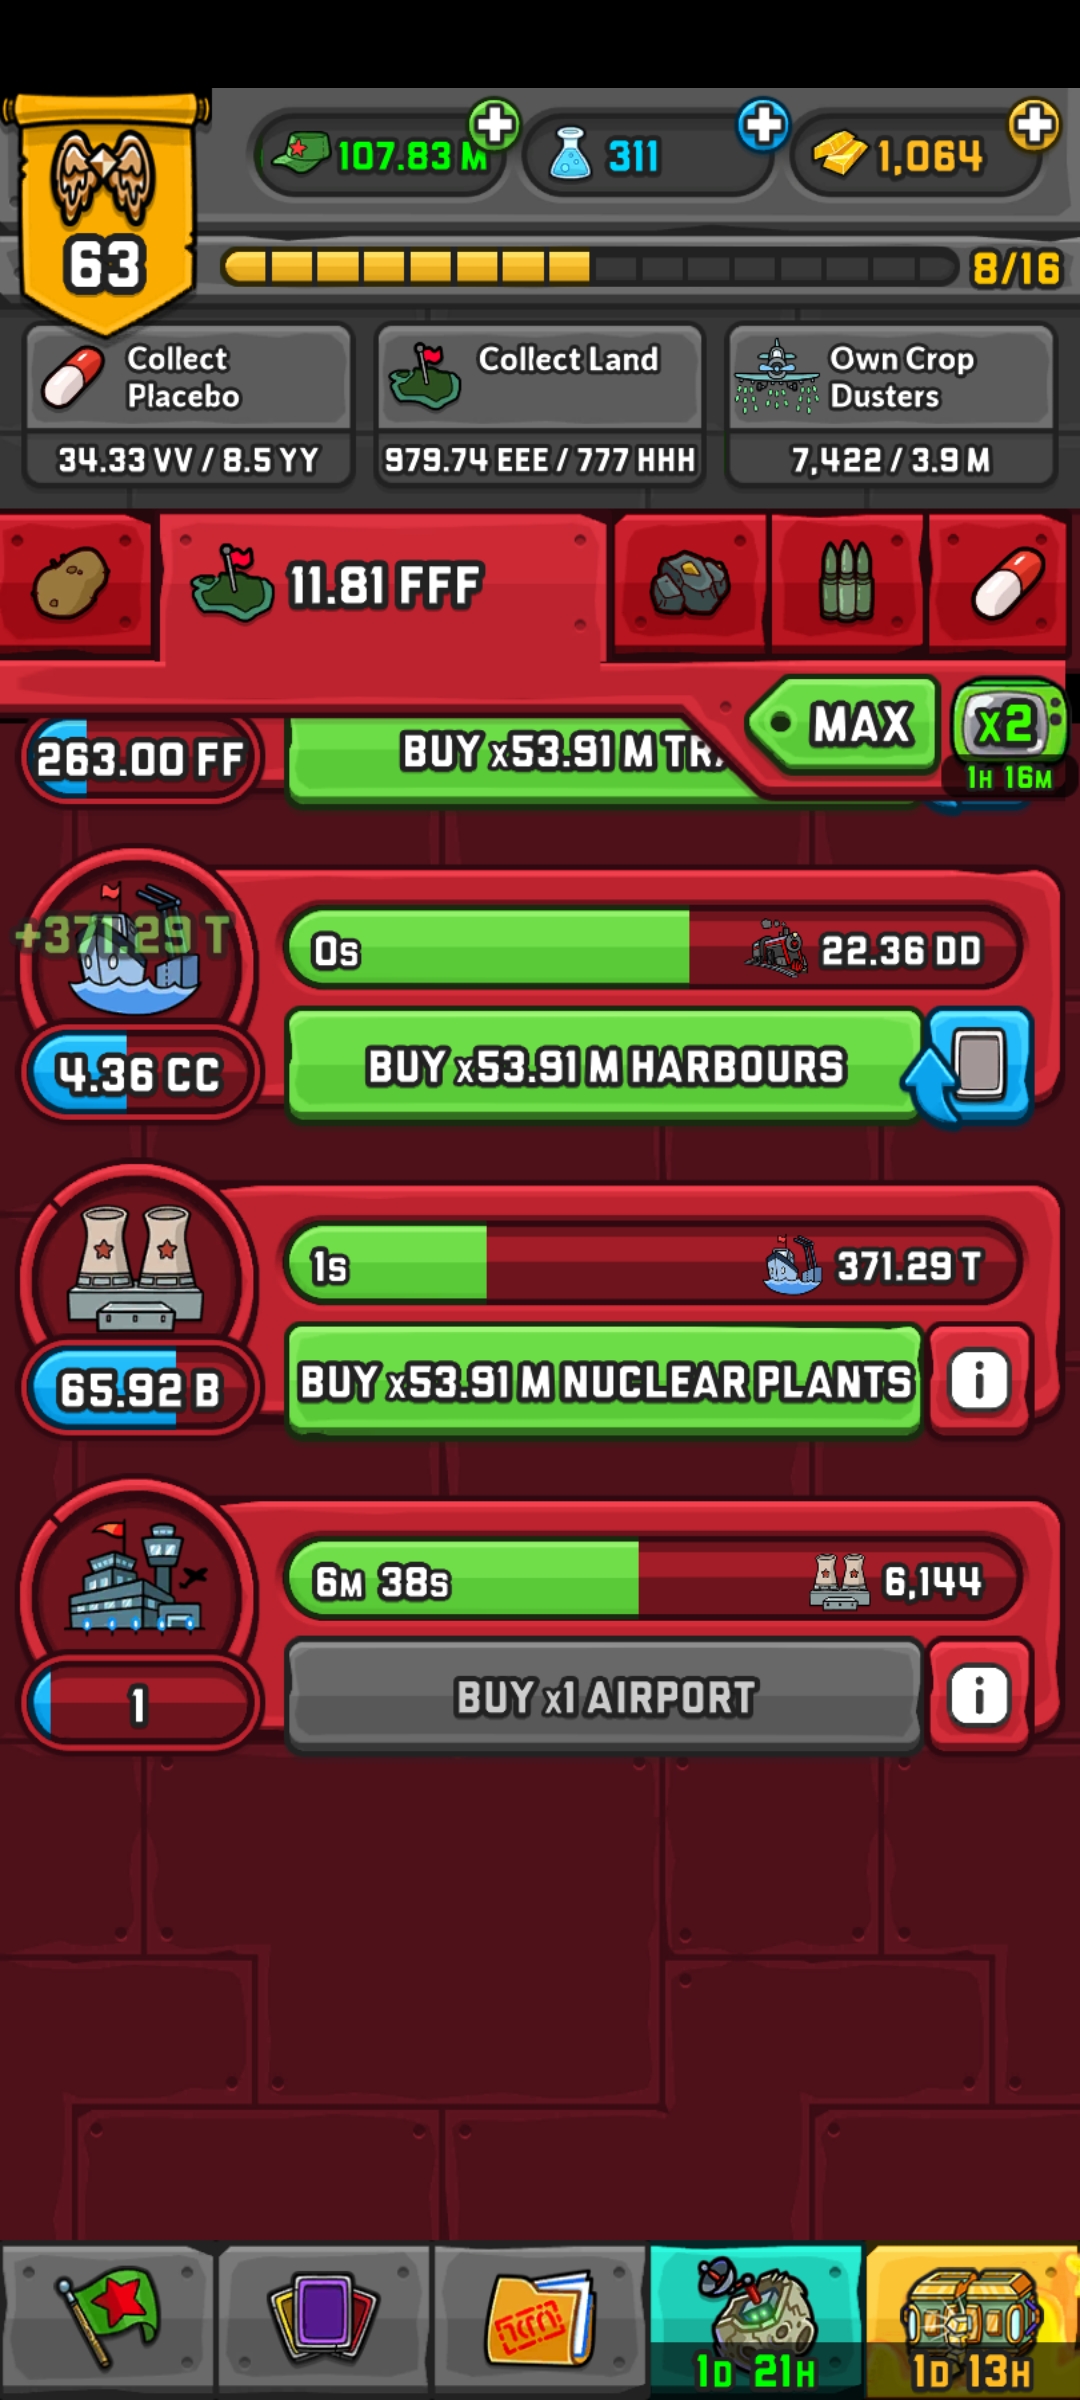 107.83 M
311
1,064
63
8/16
Collect
Placebo
34.33 VV / 8.5 YY
Collect Land
979.74 EEE / 777 HHH
Own Crop
Dusters
7,422 / 3.9 M
11.81 FFF
MAX
x2
1H 16M
263.00 FF
BUY x53.91 M TR
+371.29 T
0s
22.36 DD
4.36 CC
BUY x53.91 M HARBOURS
1s
371.29 T
65.92 B
BUY x53.91 M NUCLEAR PLANTS
i
6M 38s
6,144
1
BUY x1 AIRPORT
i
1D 21H
1D 13H